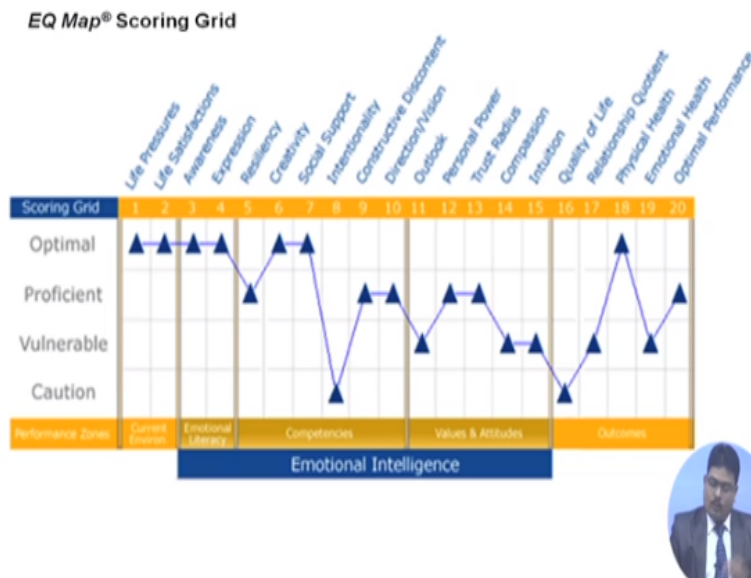 EQ Map® Scoring Grid
Life Pressures
Life Satisfactions
Awareness
Expression
Resiliency
Creativity
Social Support
Intentionality
Constructive Discontent
Direction/Vision
Outlook
Personal Power
Trust Radius
Compassion
Intuition
Quality of Life
Relationship Quotient
Physical Health
Emotional Health
Optimal Performance
Scoring Grid 1 2 3 4 5 6 7 8 9 10 11 12 13 14 15 16 17 18 19 20
Optimal
Proficient
Vulnerable
Caution
Performance Zones Current Environ Emotional Literacy Competencies Values & Attitudes Outcomes
Emotional Intelligence